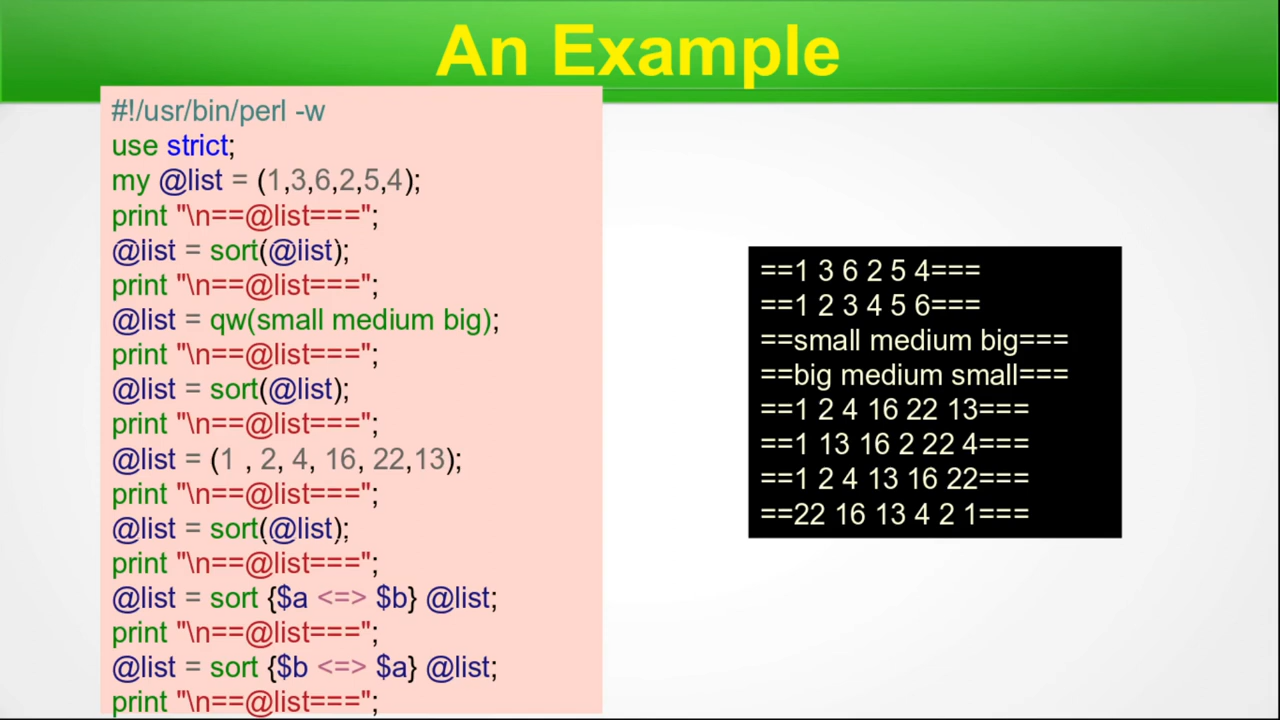 An Example
#!/usr/bin/perl -w
use strict;
my @list = (1,3,6,2,5,4);
print "\n==@list===";
@list = sort(@list);
print "\n==@list===";
@list = qw(small medium big);
print "\n==@list===";
@list = sort(@list);
print "\n==@list===";
@list = (1 , 2, 4, 16, 22,13);
print "\n==@list===";
@list = sort(@list);
print "\n==@list===";
@list = sort {$a <=> $b} @list;
print "\n==@list===";
@list = sort {$b <=> $a} @list;
print "\n==@list===";
==1 3 6 2 5 4===
==1 2 3 4 5 6===
==small medium big===
==big medium small===
==1 2 4 16 22 13===
==1 13 16 2 22 4===
==1 2 4 13 16 22===
==22 16 13 4 2 1===